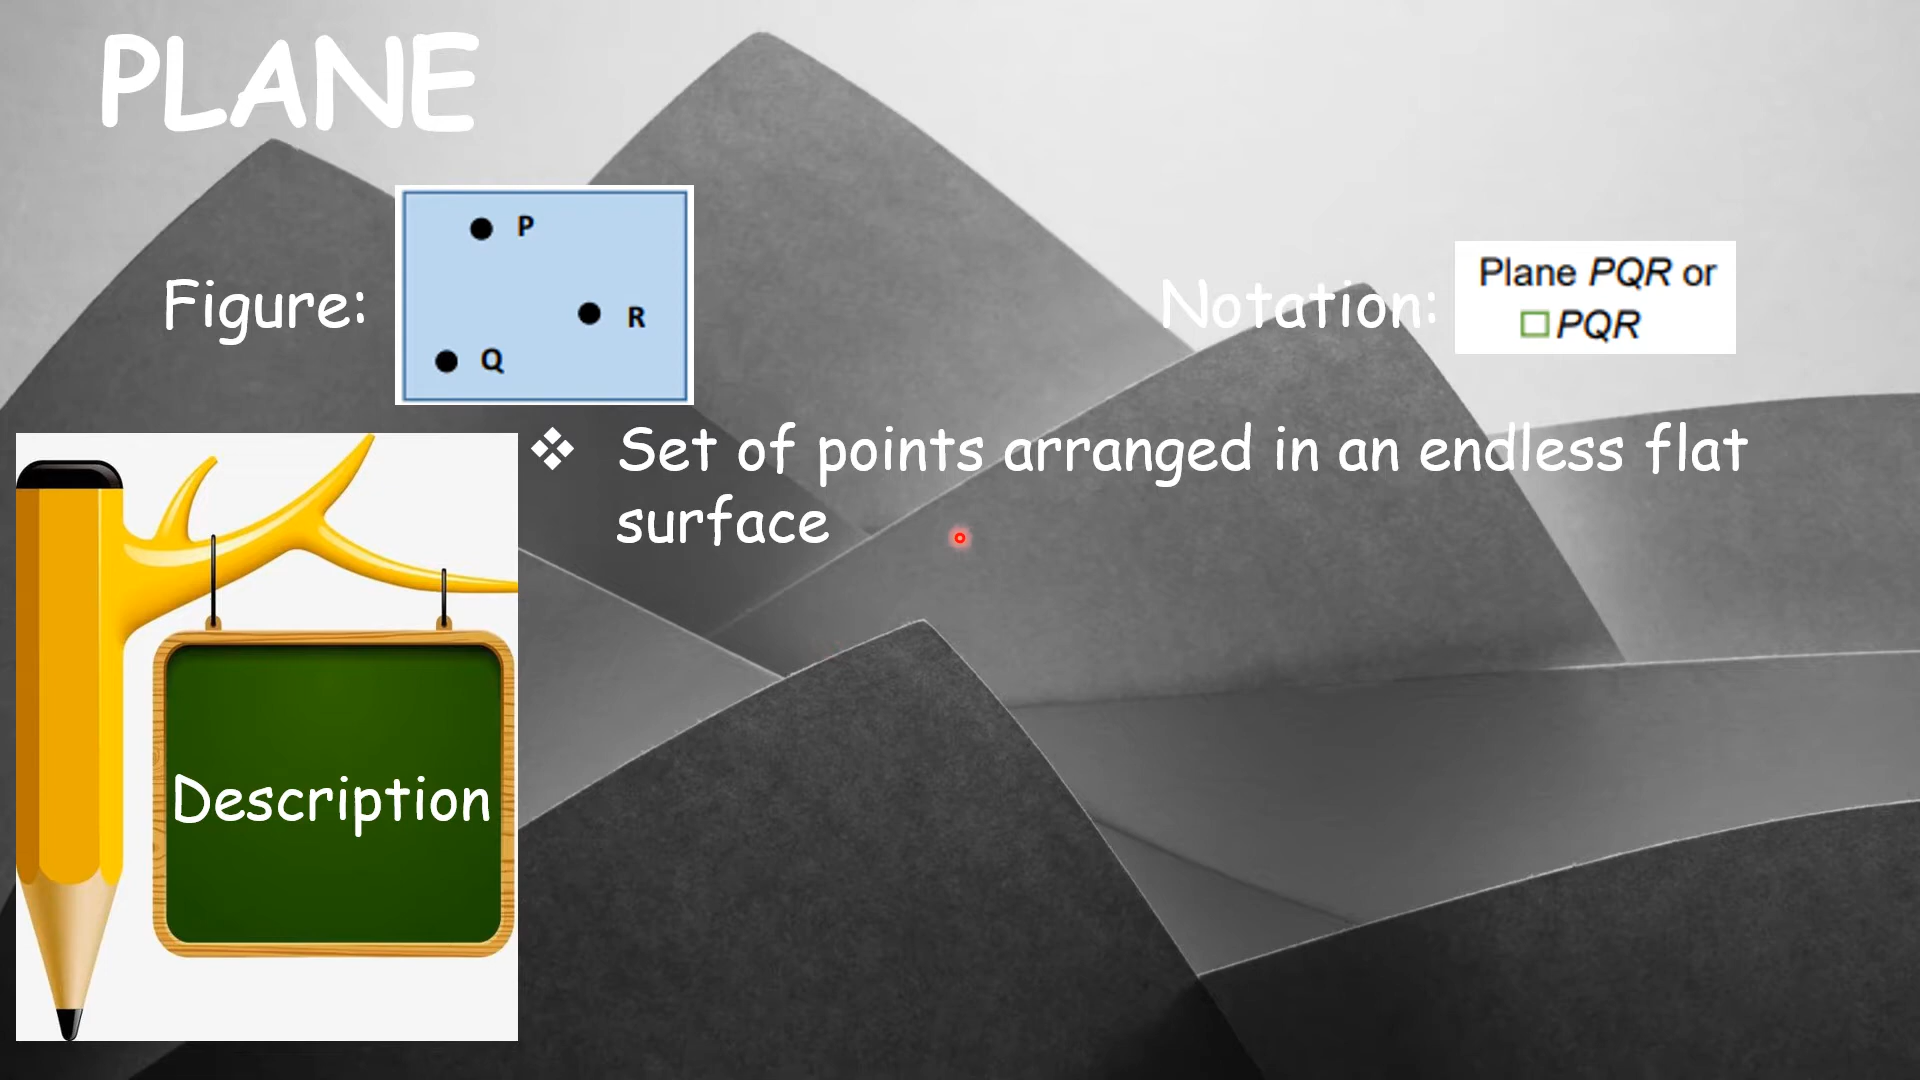 PLANE
Figure:
P
R
Q
Notation:
Plane PQR or
□PQR
❖ Set of points arranged in an endless flat
surface
Description